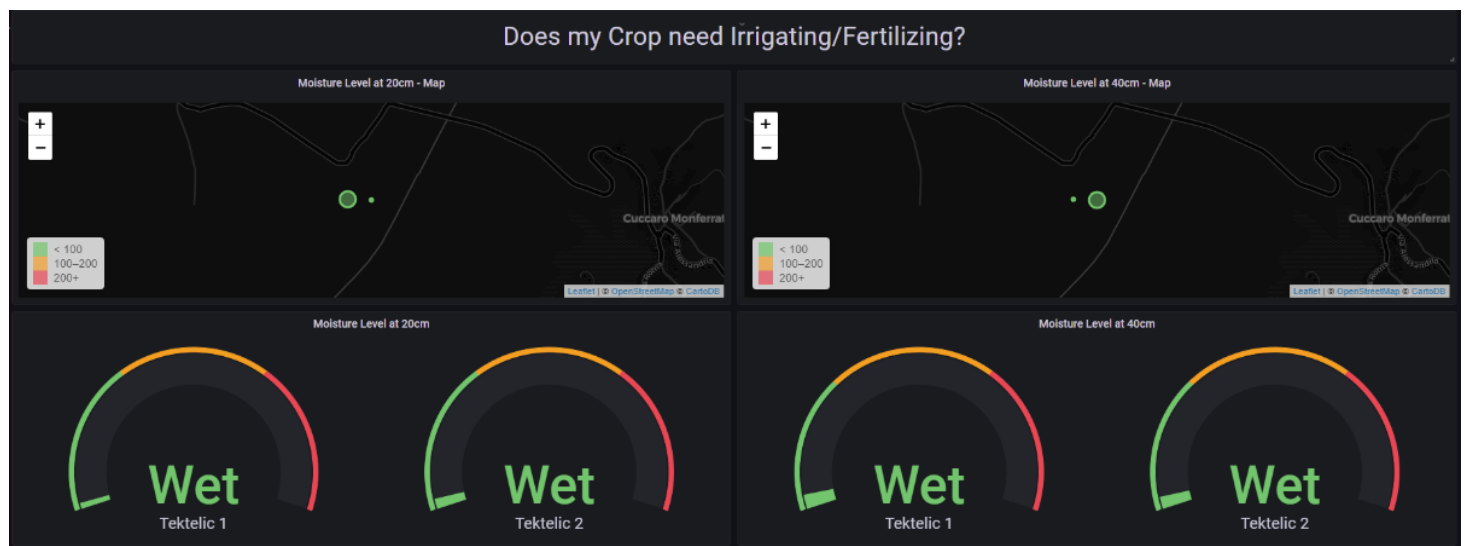 Does my Crop need Irrigating/Fertilizing?
Moisture Level at 20cm - Map
+
−
Cuccaro Monferrat
< 100
100–200
200+
Leaflet | © OpenStreetMap © CartoDB
Moisture Level at 40cm - Map
+
−
Cuccaro Monferrat
< 100
100–200
200+
Leaflet | © OpenStreetMap © CartoDB
Moisture Level at 20cm
Wet
Tektelic 1
Wet
Tektelic 2
Moisture Level at 40cm
Wet
Tektelic 1
Wet
Tektelic 2